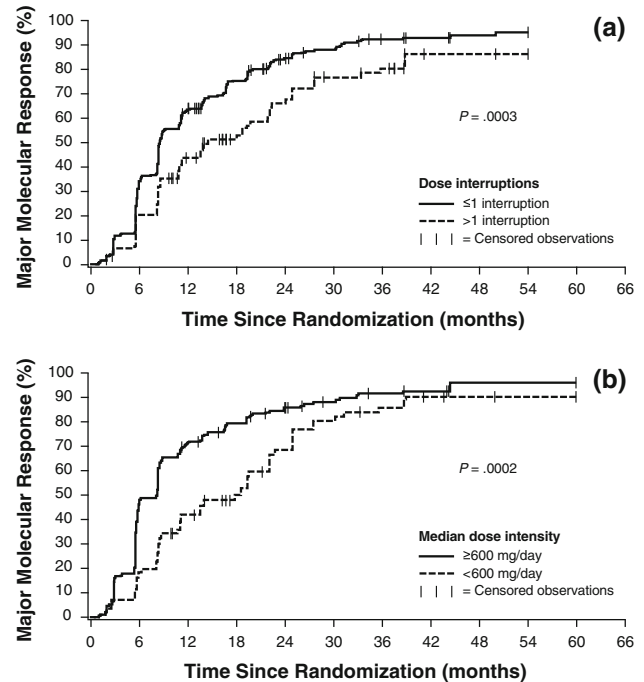 (a)
Major Molecular Response (%)
100
90
80
70
60
50
40
30
20
10
0
P = .0003
Dose interruptions
≤1 interruption
>1 interruption
| | | = Censored observations
0 6 12 18 24 30 36 42 48 54 60 66
Time Since Randomization (months)
(b)
Major Molecular Response (%)
100
90
80
70
60
50
40
30
20
10
0
P = .0002
Median dose intensity
≥600 mg/day
<600 mg/day
| | | = Censored observations
0 6 12 18 24 30 36 42 48 54 60 66
Time Since Randomization (months)